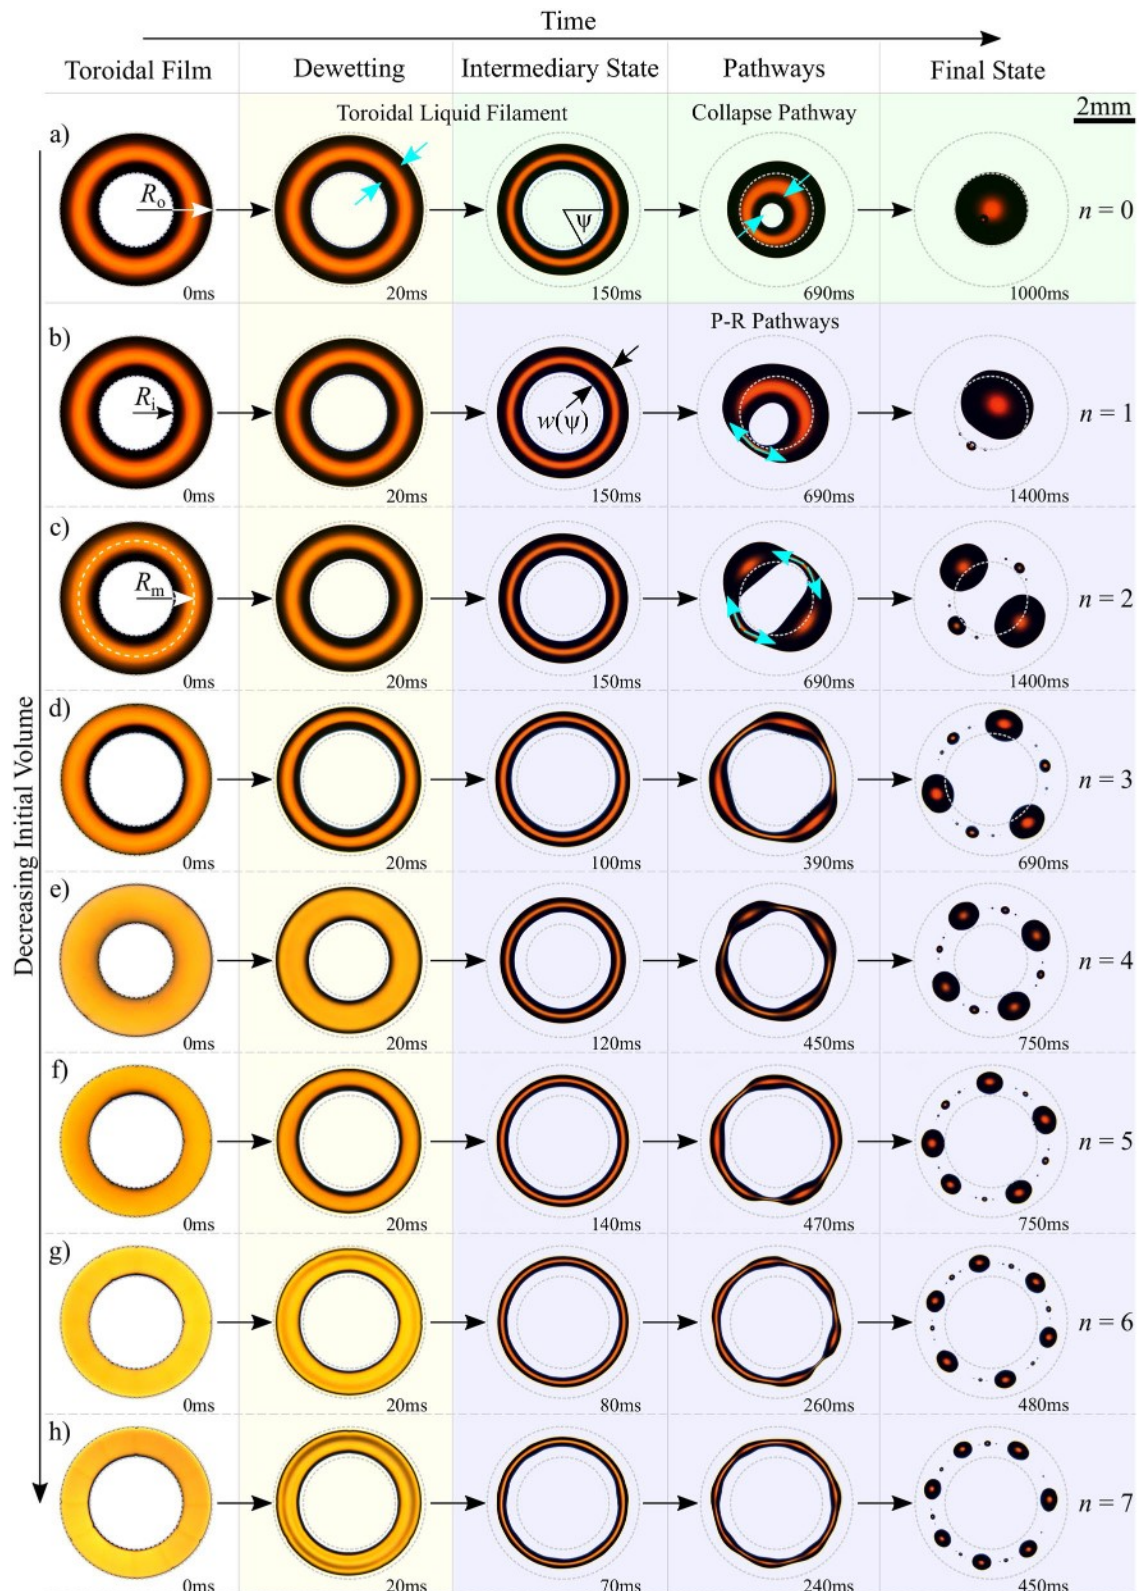 Time
Toroidal Film Dewetting Intermediary State Pathways Final State
Toroidal Liquid Filament Collapse Pathway 2mm
a) Rₒ ψ n = 0
0ms 20ms 150ms 690ms 1000ms
P-R Pathways
b) Rᵢ w(ψ) n = 1
0ms 20ms 150ms 690ms 1400ms
c) Rₘ n = 2
0ms 20ms 150ms 690ms 1400ms
Decreasing Initial Volume
d) n = 3
0ms 20ms 100ms 390ms 690ms
e) n = 4
0ms 20ms 120ms 450ms 750ms
f) n = 5
0ms 20ms 140ms 470ms 750ms
g) n = 6
0ms 20ms 80ms 260ms 480ms
h) n = 7
0ms 20ms 70ms 240ms 450ms